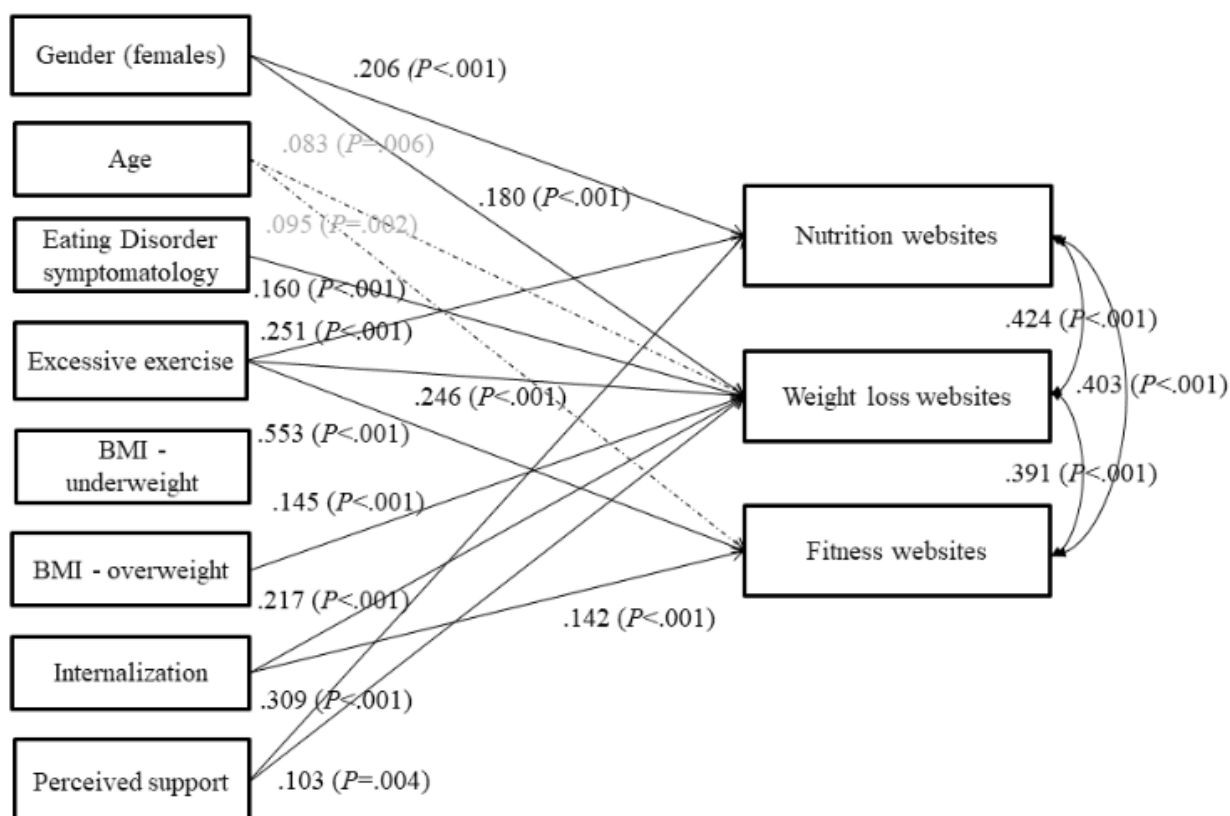 Gender (females)
Age
Eating Disorder
symptomatology
Excessive exercise
BMI -
underweight
BMI - overweight
Internalization
Perceived support
.206 (P<.001)
.083 (P=.006)
.180 (P<.001)
.095 (P=.002)
.160 (P<.001)
.251 (P<.001)
.246 (P<.001)
.553 (P<.001)
.145 (P<.001)
.217 (P<.001)
.142 (P<.001)
.309 (P<.001)
.103 (P=.004)
Nutrition websites
Weight loss websites
Fitness websites
.424 (P<.001)
.403 (P<.001)
.391 (P<.001)